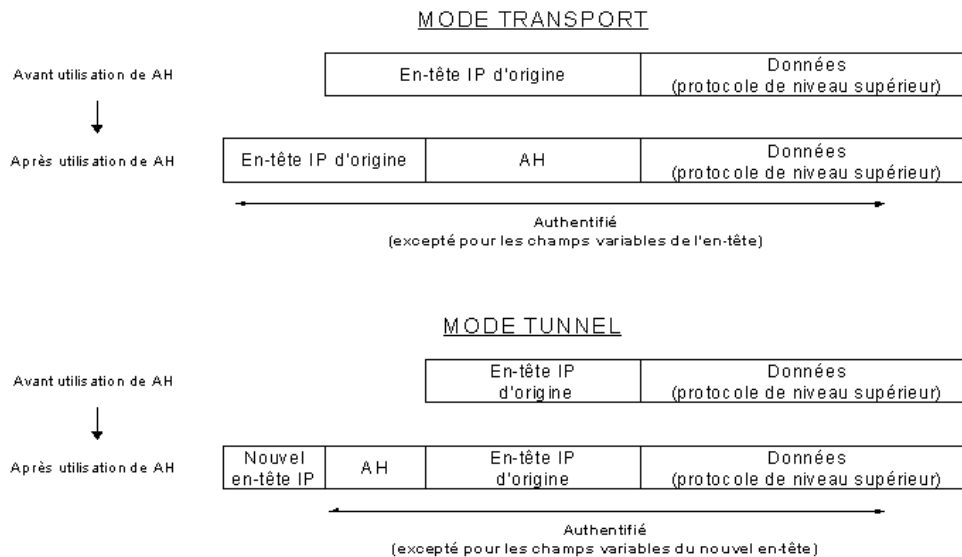 MODE TRANSPORT
Avant utilisation de AH
En-tête IP d'origine
Données
(protocole de niveau supérieur)
Après utilisation de AH
En-tête IP d'origine
AH
Données
(protocole de niveau supérieur)
Authentifié
(excepté pour les champs variables de l'en-tête)
MODE TUNNEL
Avant utilisation de AH
En-tête IP
d'origine
Données
(protocole de niveau supérieur)
Après utilisation de AH
Nouvel
en-tête IP
AH
En-tête IP
d'origine
Données
(protocole de niveau supérieur)
Authentifié
(excepté pour les champs variables du nouvel en-tête)